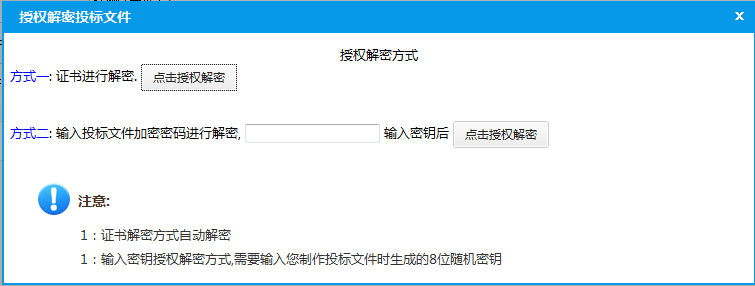 授权解密投标文件 x
授权解密方式
方式一: 证书进行解密. 点击授权解密
方式二: 输入投标文件加密密码进行解密, 输入密钥后 点击授权解密
注意:
1：证书解密方式自动解密
1：输入密钥授权解密方式,需要输入您制作投标文件时生成的8位随机密钥